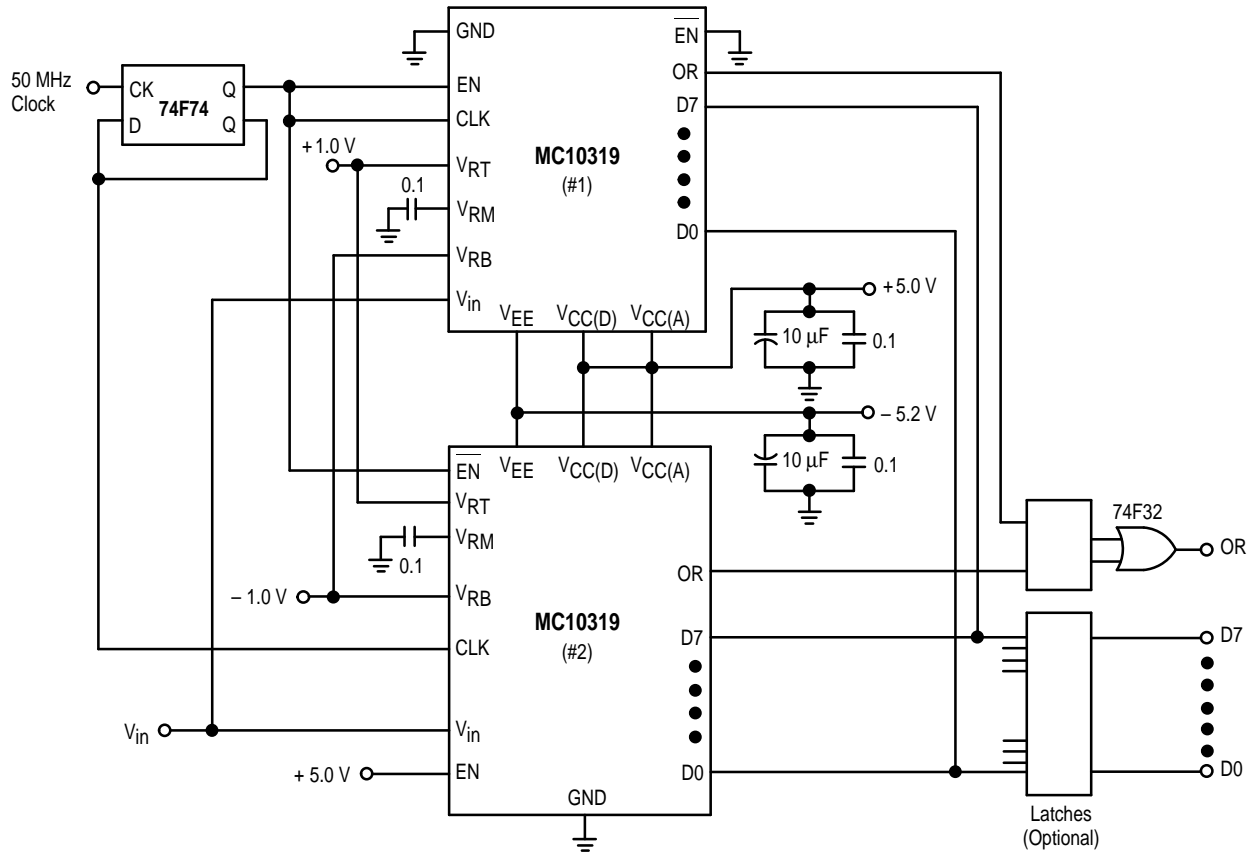 GND
EN
OR
50 MHz
Clock
CK
Q
74F74
D
Q
EN
CLK
D7
+1.0 V
VRT
MC10319
(#1)
0.1
VRM
VRB
D0
Vin
VEE
VCC(D)
VCC(A)
+5.0 V
10 μF
0.1
– 5.2 V
10 μF
0.1
EN
VEE
VCC(D)
VCC(A)
VRT
VRM
0.1
74F32
OR
OR
– 1.0 V
VRB
MC10319
(#2)
D7
D7
CLK
Vin
Vin
+ 5.0 V
EN
D0
D0
GND
Latches
(Optional)